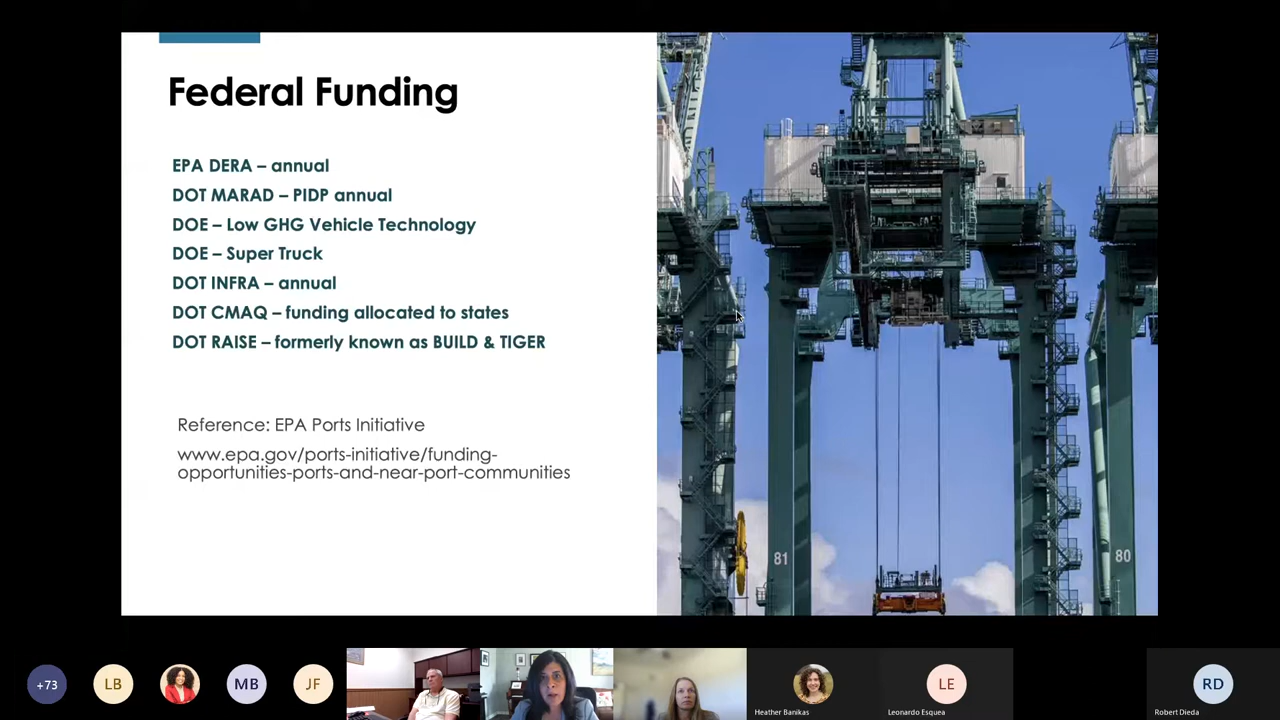 Federal Funding
EPA DERA – annual
DOT MARAD – PIDP annual
DOE – Low GHG Vehicle Technology
DOE – Super Truck
DOT INFRA – annual
DOT CMAQ – funding allocated to states
DOT RAISE – formerly known as BUILD & TIGER
Reference: EPA Ports Initiative
www.epa.gov/ports-initiative/funding-
opportunities-ports-and-near-port-communities
81
80
+73
LB
MB
JF
LE
RD
Heather Banikas
Leonardo Esquea
Robert Dieda